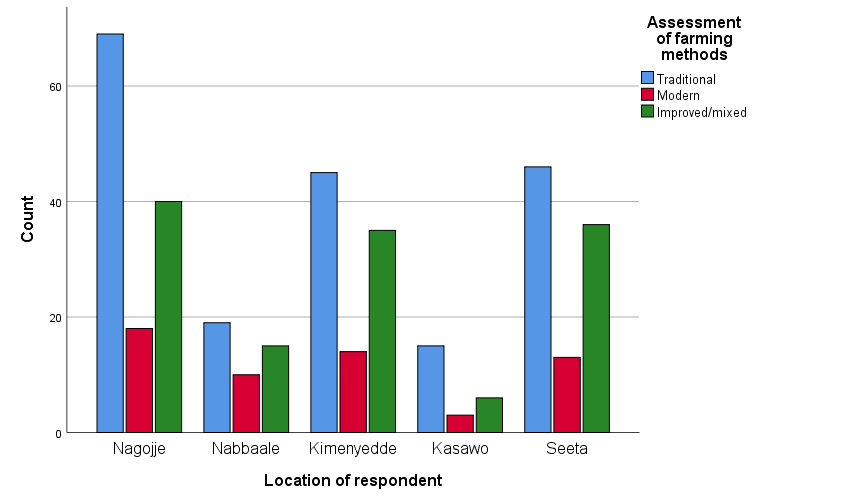 Assessment
of farming
methods
Traditional
Modern
Improved/mixed
Count
60
40
20
0
Nagojje
Nabbaale
Kimenyedde
Kasawo
Seeta
Location of respondent